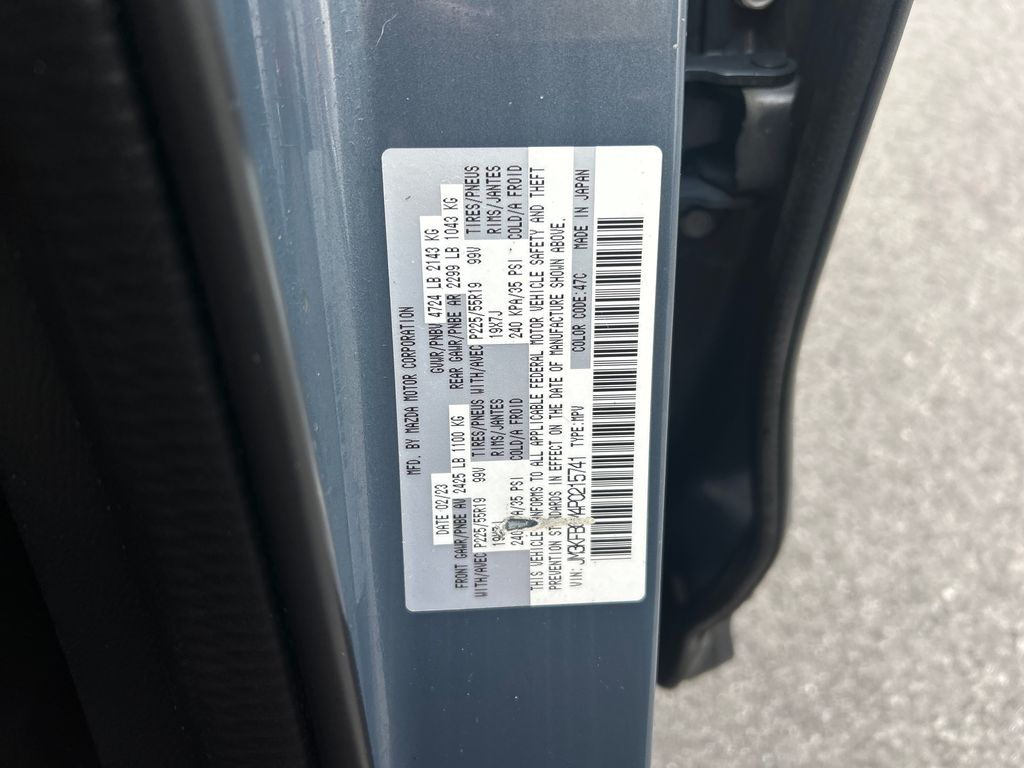 MFD. BY MAZDA MOTOR CORPORATION
DATE 02/23 GVWR/PNBV 4724 LB 2143 KG
FRONT GAWR/PNBE AV 2425 LB 1100 KG REAR GAWR/PNBE AR 2299 LB 1043 KG
WITH/AVEC P225/55R19 99V TIRES/PNEUS WITH/AVEC P225/55R19 99V TIRES/PNEUS
RIMS/JANTES 19X7J RIMS/JANTES
/35 PSI COLD/A FROID 240 KPA/35 PSI COLD/A FROID
THIS VEHICLE CONFORMS TO ALL APPLICABLE FEDERAL MOTOR VEHICLE SAFETY AND THEFT
PREVENTION STANDARDS IN EFFECT ON THE DATE OF MANUFACTURE SHOWN ABOVE.
VIN: TYPE:MPV COLOR CODE:47C MADE IN JAPAN